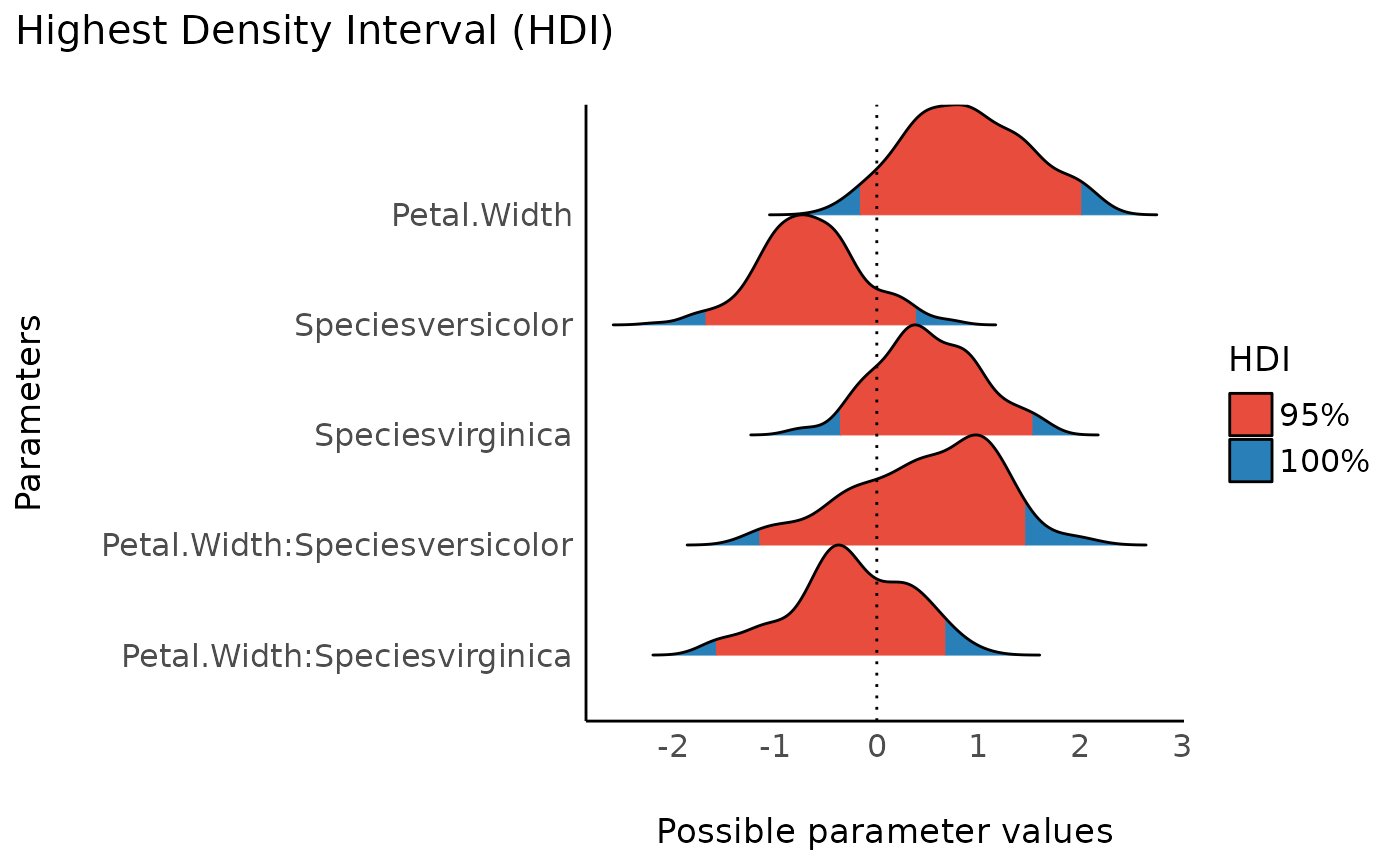 Highest Density Interval (HDI)
Parameters
Petal.Width
Speciesversicolor
Speciesvirginica
Petal.Width:Speciesversicolor
Petal.Width:Speciesvirginica
-2 -1 0 1 2 3
Possible parameter values
HDI
95%
100%